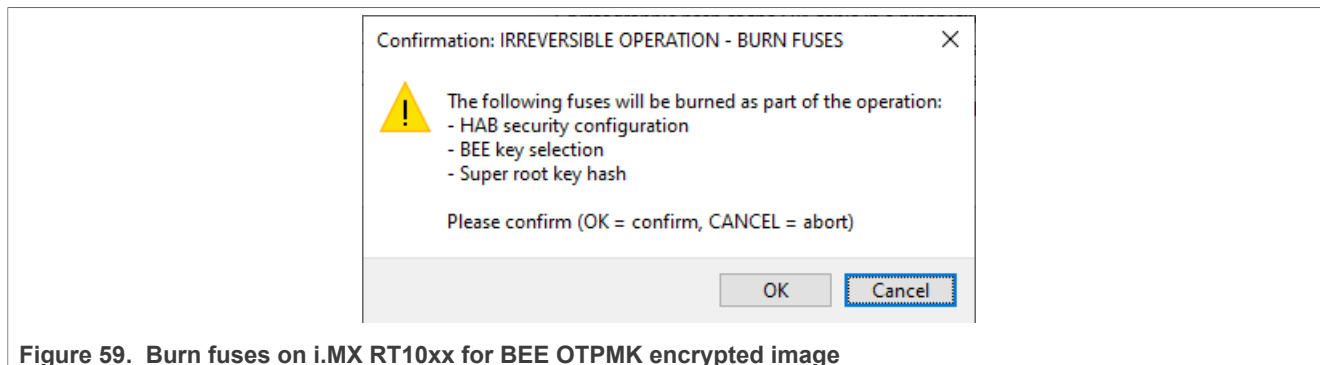 Confirmation: IRREVERSIBLE OPERATION - BURN FUSES
The following fuses will be burned as part of the operation:
- HAB security configuration
- BEE key selection
- Super root key hash
Please confirm (OK = confirm, CANCEL = abort)
OK Cancel
Figure 59. Burn fuses on i.MX RT10xx for BEE OTPMK encrypted image